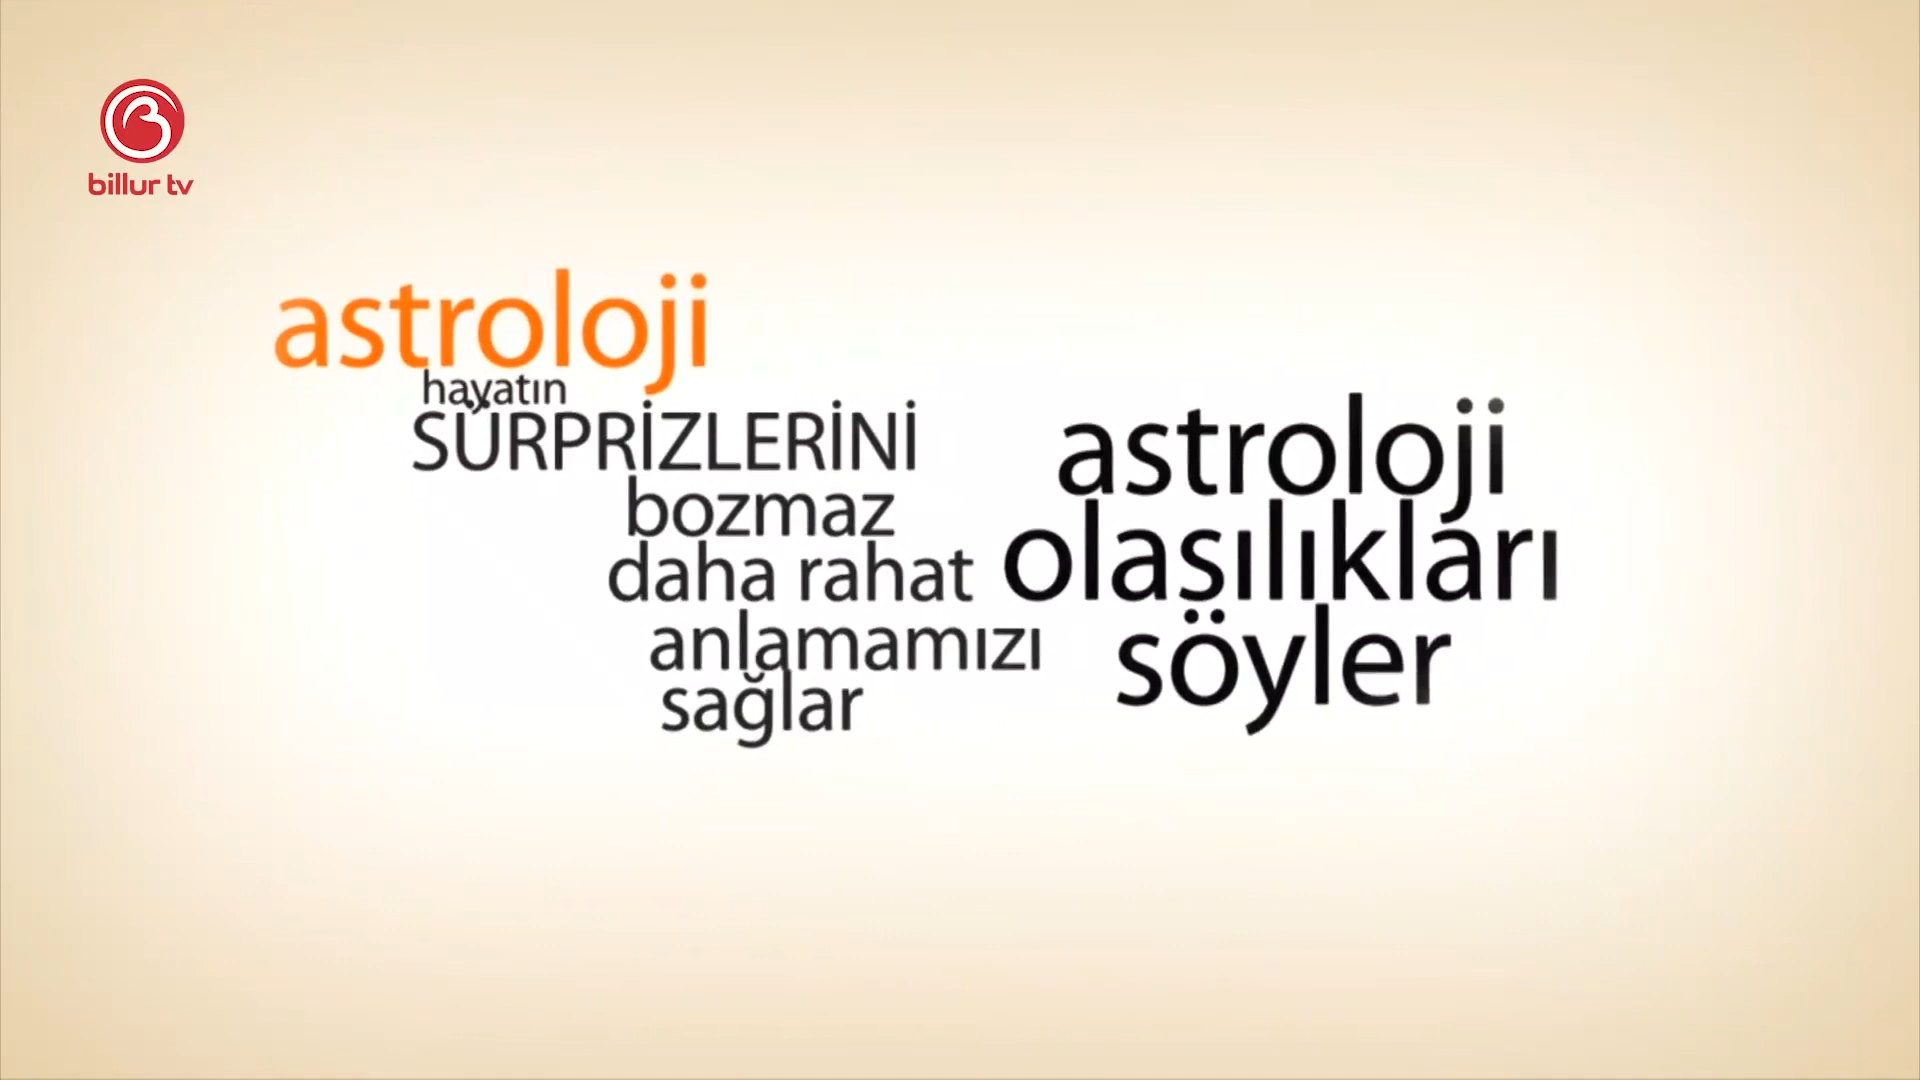 billur tv
astroloji
hayatın
SÜRPRİZLERİNİ
bozmaz
daha rahat
anlamamızı
sağlar
astroloji
olasılıkları
söyler